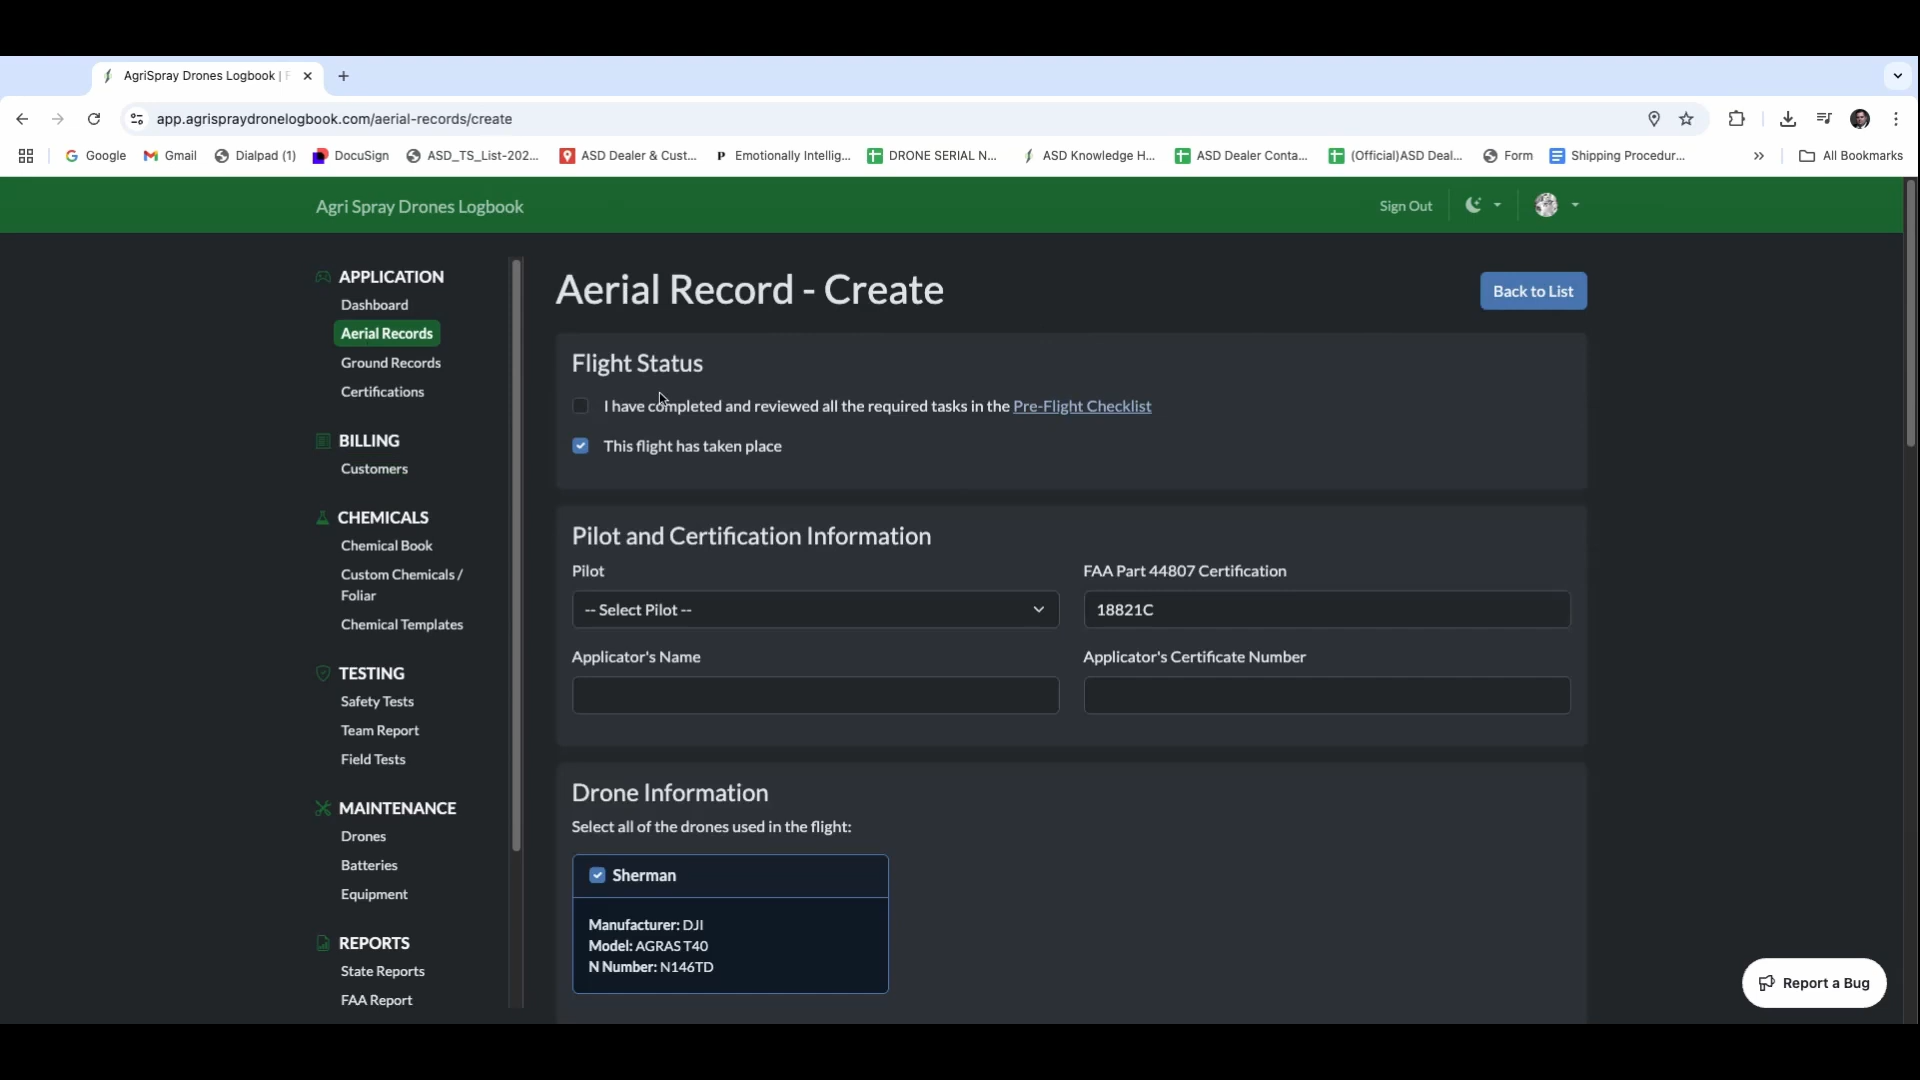 AgriSpray Drones Logbook | F
app.agrispraydronelogbook.com/aerial-records/create
Google
Gmail
Dialpad (1)
DocuSign
ASD_TS_List-202...
ASD Dealer & Cust...
Emotionally Intellig...
DRONE SERIAL N...
ASD Knowledge H...
ASD Dealer Conta...
(Official)ASD Deal...
Form
Shipping Procedur...
All Bookmarks
Agri Spray Drones Logbook
Sign Out
APPLICATION
Dashboard
Aerial Records
Ground Records
Certifications
BILLING
Customers
CHEMICALS
Chemical Book
Custom Chemicals /
Foliar
Chemical Templates
TESTING
Safety Tests
Team Report
Field Tests
MAINTENANCE
Drones
Batteries
Equipment
REPORTS
State Reports
FAA Report
Aerial Record - Create
Back to List
Flight Status
I have completed and reviewed all the required tasks in the Pre-Flight Checklist
This flight has taken place
Pilot and Certification Information
Pilot
FAA Part 44807 Certification
-- Select Pilot --
18821C
Applicator's Name
Applicator's Certificate Number
Drone Information
Select all of the drones used in the flight:
Sherman
Manufacturer: DJI
Model: AGRAS T40
N Number: N146TD
Report a Bug